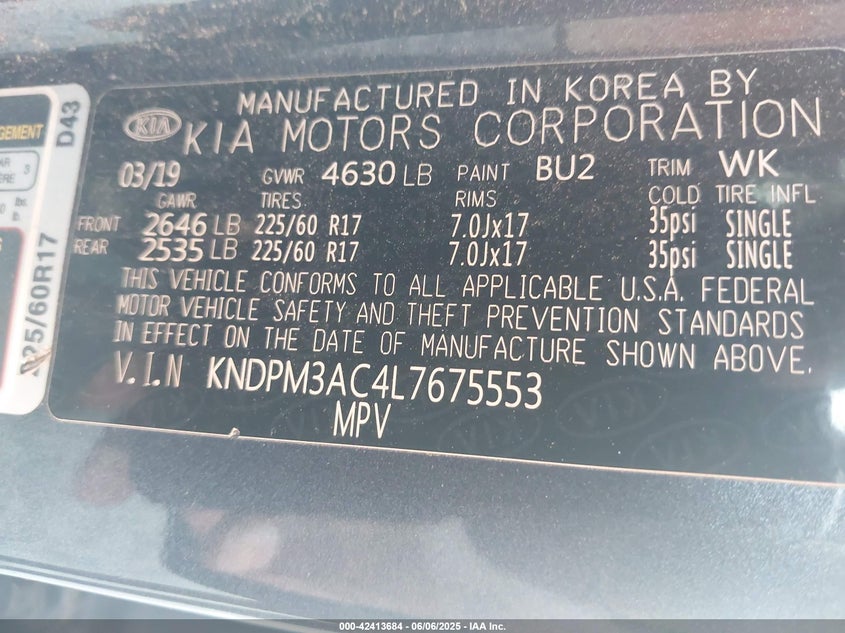 MANUFACTURED IN KOREA BY
KIA KIA MOTORS CORPORATION
03/19 GVWR 4630 LB PAINT BU2 TRIM WK
GAWR TIRES RIMS COLD TIRE INFL
FRONT 2646 LB 225/60 R17 7.0Jx17 35psi SINGLE
REAR 2535 LB 225/60 R17 7.0Jx17 35psi SINGLE
THIS VEHICLE CONFORMS TO ALL APPLICABLE U.S.A. FEDERAL
MOTOR VEHICLE SAFETY AND THEFT PREVENTION STANDARDS
IN EFFECT ON THE DATE OF MANUFACTURE SHOWN ABOVE.
V.I.N KNDPM3AC4L7675553
MPV
D43
225/60R17
3
lbs.
000-42413684 | 06/06/2025 - IAA Inc.